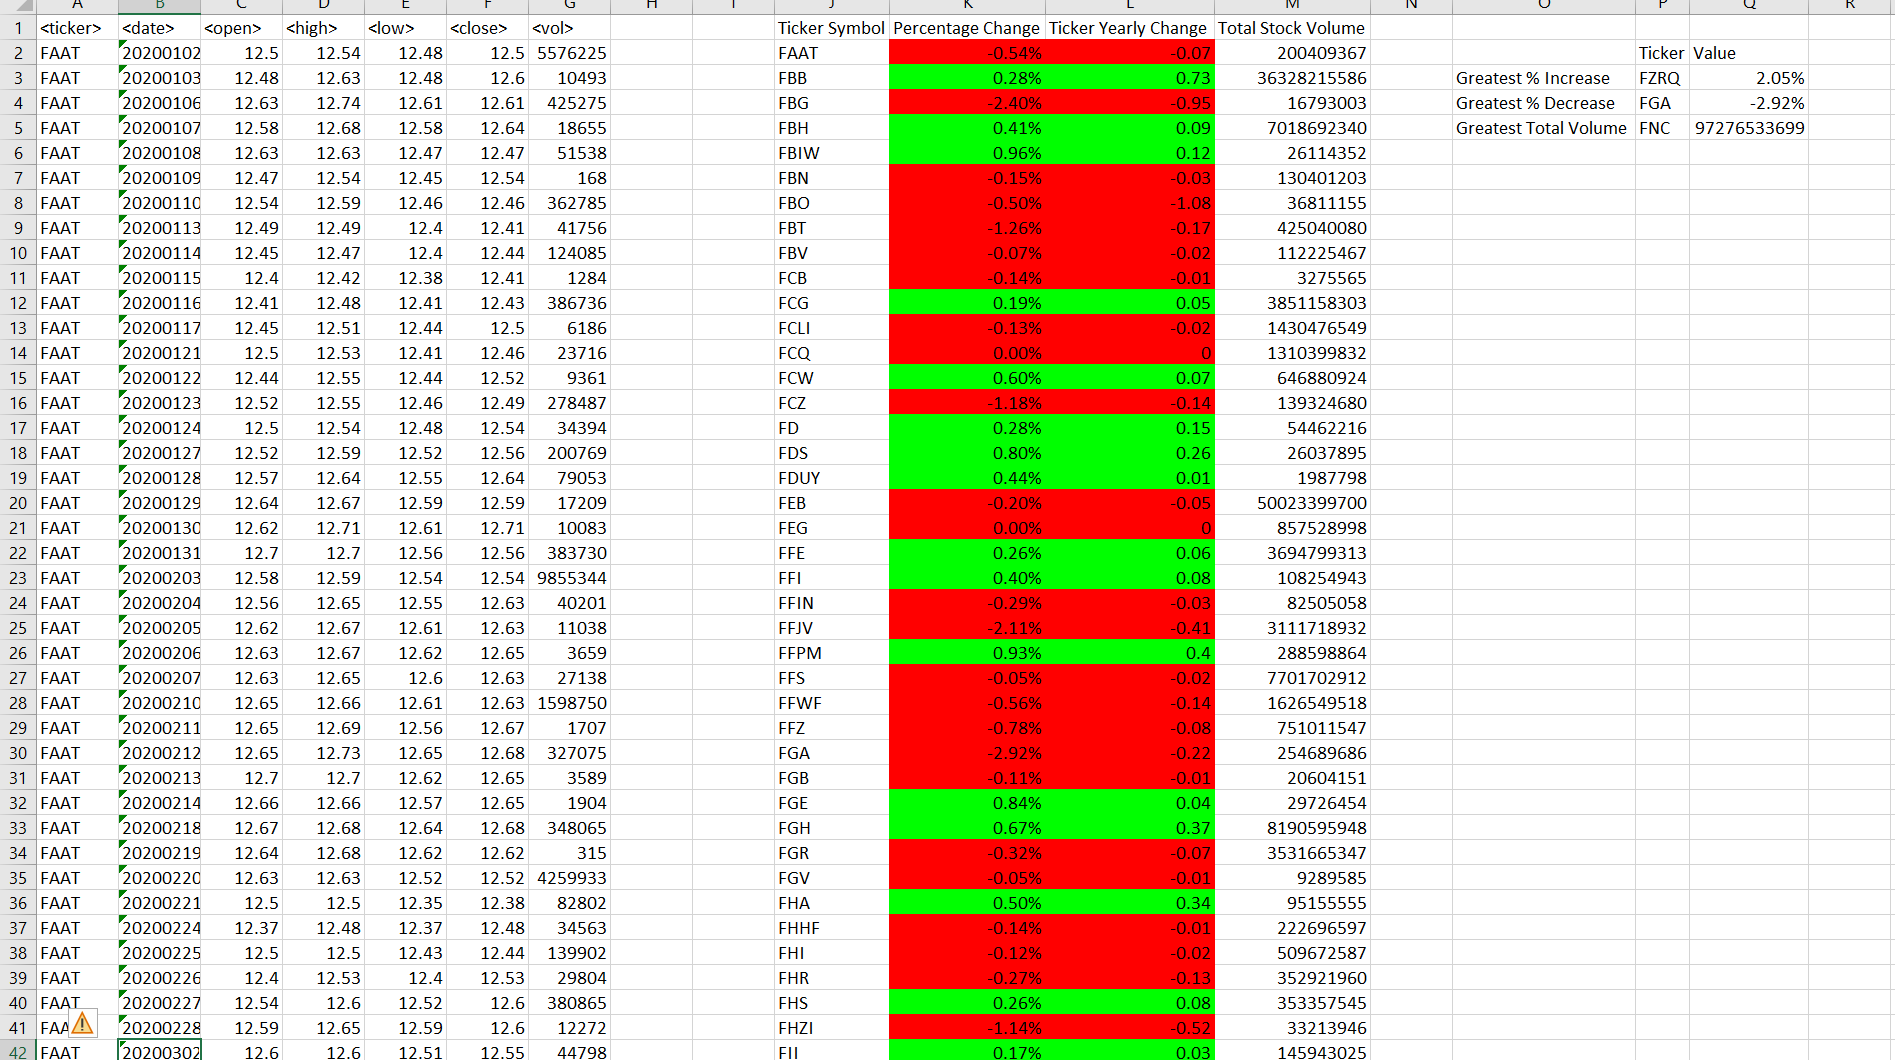 A B C D E F G H I J K L M N O P Q R
1 <ticker> <date> <open> <high> <low> <close> <vol> Ticker Symbol Percentage Change Ticker Yearly Change Total Stock Volume
2 FAAT 20200102 12.5 12.54 12.48 12.5 5576225 FAAT -0.54% -0.07 200409367 Ticker Value
3 FAAT 20200103 12.48 12.63 12.48 12.6 10493 FBB 0.28% 0.73 36328215586 Greatest % Increase FZRQ 2.05%
4 FAAT 20200106 12.63 12.74 12.61 12.61 425275 FBG -2.40% -0.95 16793003 Greatest % Decrease FGA -2.92%
5 FAAT 20200107 12.58 12.68 12.58 12.64 18655 FBH 0.41% 0.09 7018692340 Greatest Total Volume FNC 97276533699
6 FAAT 20200108 12.63 12.63 12.47 12.47 51538 FBIW 0.96% 0.12 26114352
7 FAAT 20200109 12.47 12.54 12.45 12.54 168 FBN -0.15% -0.03 130401203
8 FAAT 20200110 12.54 12.59 12.46 12.46 362785 FBO -0.50% -1.08 36811155
9 FAAT 20200113 12.49 12.49 12.4 12.41 41756 FBT -1.26% -0.17 425040080
10 FAAT 20200114 12.45 12.47 12.4 12.44 124085 FBV -0.07% -0.02 112225467
11 FAAT 20200115 12.4 12.42 12.38 12.41 1284 FCB -0.14% -0.01 3275565
12 FAAT 20200116 12.41 12.48 12.41 12.43 386736 FCG 0.19% 0.05 3851158303
13 FAAT 20200117 12.45 12.51 12.44 12.5 6186 FCLI -0.13% -0.02 1430476549
14 FAAT 20200121 12.5 12.53 12.41 12.46 23716 FCQ 0.00% 0 1310399832
15 FAAT 20200122 12.44 12.55 12.44 12.52 9361 FCW 0.60% 0.07 646880924
16 FAAT 20200123 12.52 12.55 12.46 12.49 278487 FCZ -1.18% -0.14 139324680
17 FAAT 20200124 12.5 12.54 12.48 12.54 34394 FD 0.28% 0.15 54462216
18 FAAT 20200127 12.52 12.59 12.52 12.56 200769 FDS 0.80% 0.26 26037895
19 FAAT 20200128 12.57 12.64 12.55 12.64 79053 FDUY 0.44% 0.01 1987798
20 FAAT 20200129 12.64 12.67 12.59 12.59 17209 FEB -0.20% -0.05 50023399700
21 FAAT 20200130 12.62 12.71 12.61 12.71 10083 FEG 0.00% 0 857528998
22 FAAT 20200131 12.7 12.7 12.56 12.56 383730 FFE 0.26% 0.06 3694799313
23 FAAT 20200203 12.58 12.59 12.54 12.54 9855344 FFI 0.40% 0.08 108254943
24 FAAT 20200204 12.56 12.65 12.55 12.63 40201 FFIN -0.29% -0.03 82505058
25 FAAT 20200205 12.62 12.67 12.61 12.63 11038 FFJV -2.11% -0.41 3111718932
26 FAAT 20200206 12.63 12.67 12.62 12.65 3659 FFPM 0.93% 0.4 288598864
27 FAAT 20200207 12.63 12.65 12.6 12.63 27138 FFS -0.05% -0.02 7701702912
28 FAAT 20200210 12.65 12.66 12.61 12.63 1598750 FFWF -0.56% -0.14 1626549518
29 FAAT 20200211 12.65 12.69 12.56 12.67 1707 FFZ -0.78% -0.08 751011547
30 FAAT 20200212 12.65 12.73 12.65 12.68 327075 FGA -2.92% -0.22 254689686
31 FAAT 20200213 12.7 12.7 12.62 12.65 3589 FGB -0.11% -0.01 20604151
32 FAAT 20200214 12.66 12.66 12.57 12.65 1904 FGE 0.84% 0.04 29726454
33 FAAT 20200218 12.67 12.68 12.64 12.68 348065 FGH 0.67% 0.37 8190595948
34 FAAT 20200219 12.64 12.68 12.62 12.62 315 FGR -0.32% -0.07 3531665347
35 FAAT 20200220 12.63 12.63 12.52 12.52 4259933 FGV -0.05% -0.01 9289585
36 FAAT 20200221 12.5 12.5 12.35 12.38 82802 FHA 0.50% 0.34 95155555
37 FAAT 20200224 12.37 12.48 12.37 12.48 34563 FHHF -0.14% -0.01 222696597
38 FAAT 20200225 12.5 12.5 12.43 12.44 139902 FHI -0.12% -0.02 509672587
39 FAAT 20200226 12.4 12.53 12.4 12.53 29804 FHR -0.27% -0.13 352921960
40 FAAT 20200227 12.54 12.6 12.52 12.6 380865 FHS 0.26% 0.08 353357545
41 FAA 20200228 12.59 12.65 12.59 12.6 12272 FHZI -1.14% -0.52 33213946
42 FAAT 20200302 12.6 12.6 12.51 12.55 44798 FII 0.17% 0.03 145943025